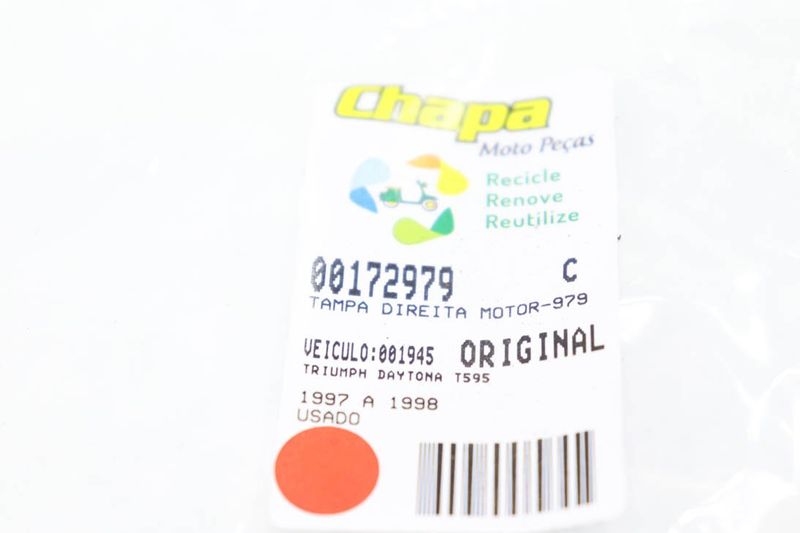 Chapa
Moto Peças
Recicle
Renove
Reutilize
00172979 C
TAMPA DIREITA MOTOR-979
VEICULO:001945 ORIGINAL
TRIUMPH DAYTONA T595
1997 A 1998
USADO